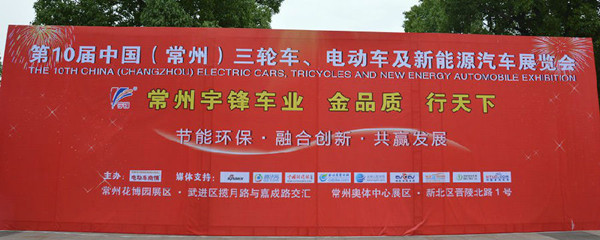 第10届中国（常州）三轮车、电动车及新能源汽车展览会
THE 10TH CHINA (CHANGZHOU) ELECTRIC CARS, TRICYCLES AND NEW ENERGY AUTOMOBILE EXHIBITION
宇锋 常州宇锋车业 金品质 行天下
节能环保·融合创新·共赢发展
主办： 媒体支持：
常州花博园展区·武进区揽月路与嘉成路交汇 常州奥体中心展区·新北区晋陵北路1号